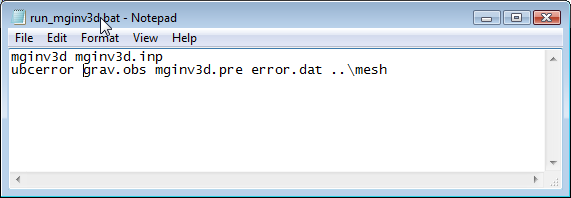 run_mginv3d.bat - Notepad
File Edit Format View Help
mginv3d mginv3d.inp
ubcerror grav.obs mginv3d.pre error.dat ..\mesh